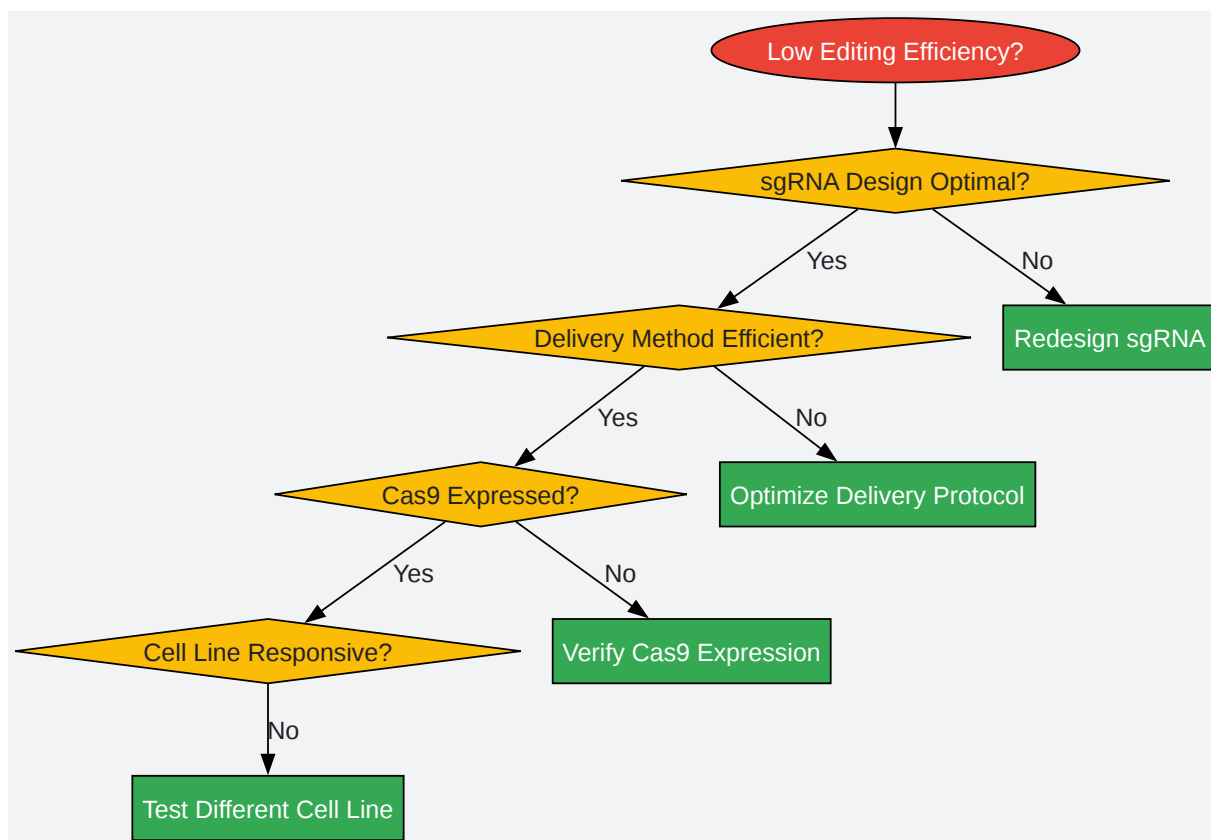 Low Editing Efficiency?
sgRNA Design Optimal?
Yes
No
Delivery Method Efficient?
Redesign sgRNA
Yes
No
Cas9 Expressed?
Optimize Delivery Protocol
Yes
No
Cell Line Responsive?
Verify Cas9 Expression
No
Test Different Cell Line